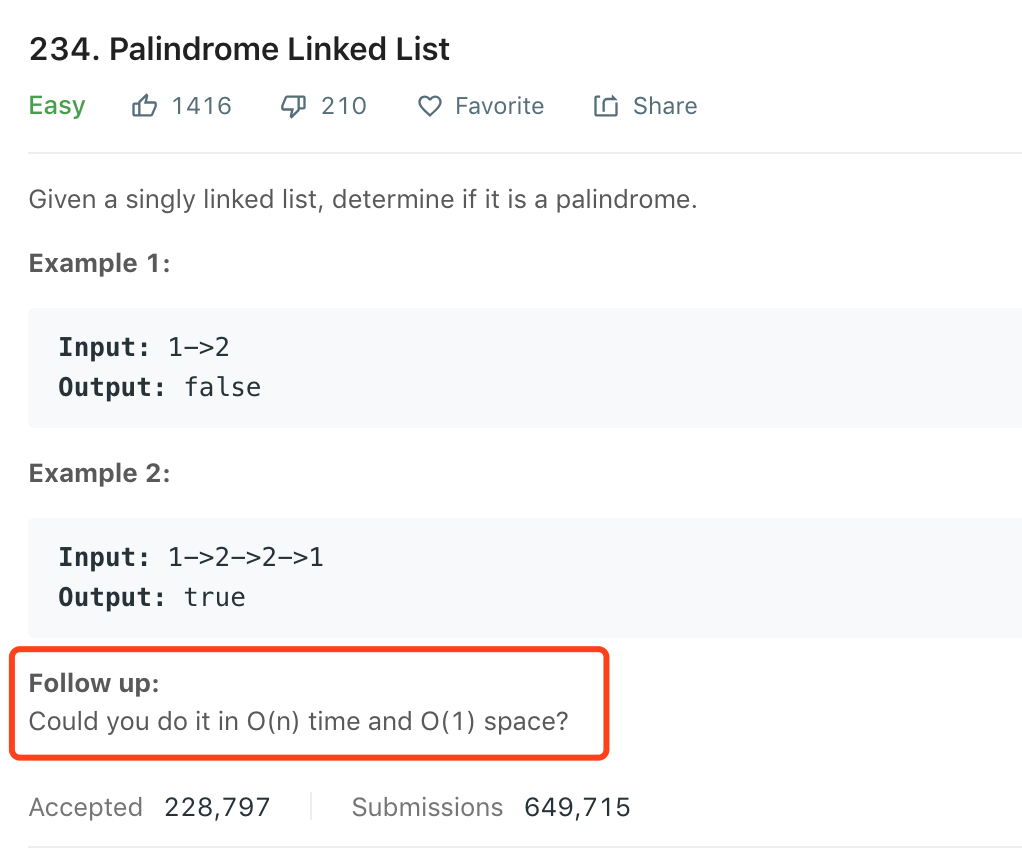 234. Palindrome Linked List
Easy 1416 210 Favorite Share
Given a singly linked list, determine if it is a palindrome.
Example 1:
Input: 1->2
Output: false
Example 2:
Input: 1->2->2->1
Output: true
Follow up:
Could you do it in O(n) time and O(1) space?
Accepted 228,797 Submissions 649,715